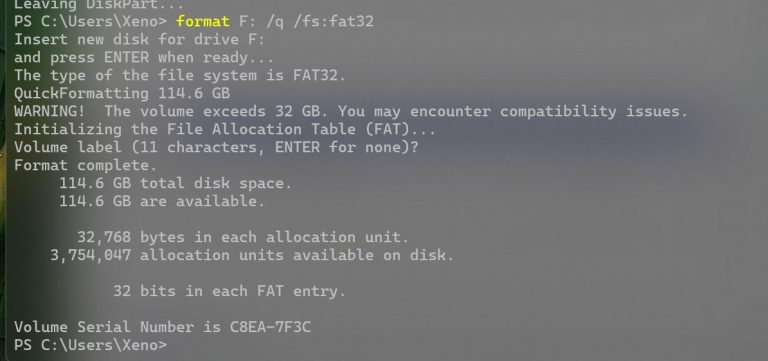 Leaving DiskPart...
PS C:\Users\Xeno> format F: /q /fs:fat32
Insert new disk for drive F:
and press ENTER when ready...
The type of the file system is FAT32.
QuickFormatting 114.6 GB
WARNING!  The volume exceeds 32 GB. You may encounter compatibility issues.
Initializing the File Allocation Table (FAT)...
Volume label (11 characters, ENTER for none)?
Format complete.
     114.6 GB total disk space.
     114.6 GB are available.

       32,768 bytes in each allocation unit.
    3,754,047 allocation units available on disk.

           32 bits in each FAT entry.

Volume Serial Number is C8EA-7F3C
PS C:\Users\Xeno>